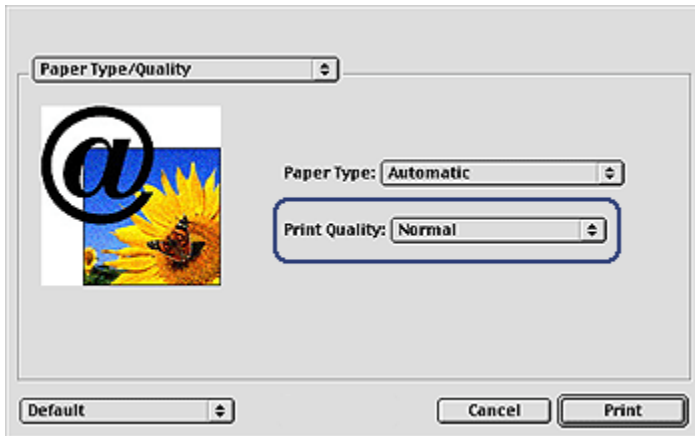 Paper Type/Quality
@
Paper Type: Automatic
Print Quality: Normal
Default
Cancel
Print